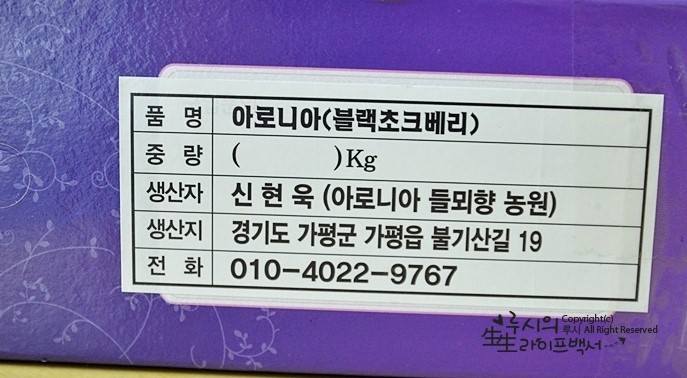 품 명 아로니아(블랙초크베리)
중 량 ( )Kg
생산자 신 현 욱 (아로니아 들뫼향 농원)
생산지 경기도 가평군 가평읍 불기산길 19
전 화 010-4022-9767
루시의 Copyright(c)
루시 All Right Reserved
生生라이프백서...